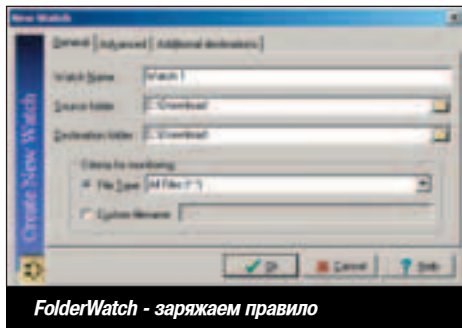 New Watch
General Advanced Additional destinations
Create New Watch
Watch Name Watch 1
Source folder C:\Download
Destination folder C:\Download
Criteria for monitoring
File Type All Files (*.*)
Custom filename
Ok Cancel Help
FolderWatch - заряжаем правило